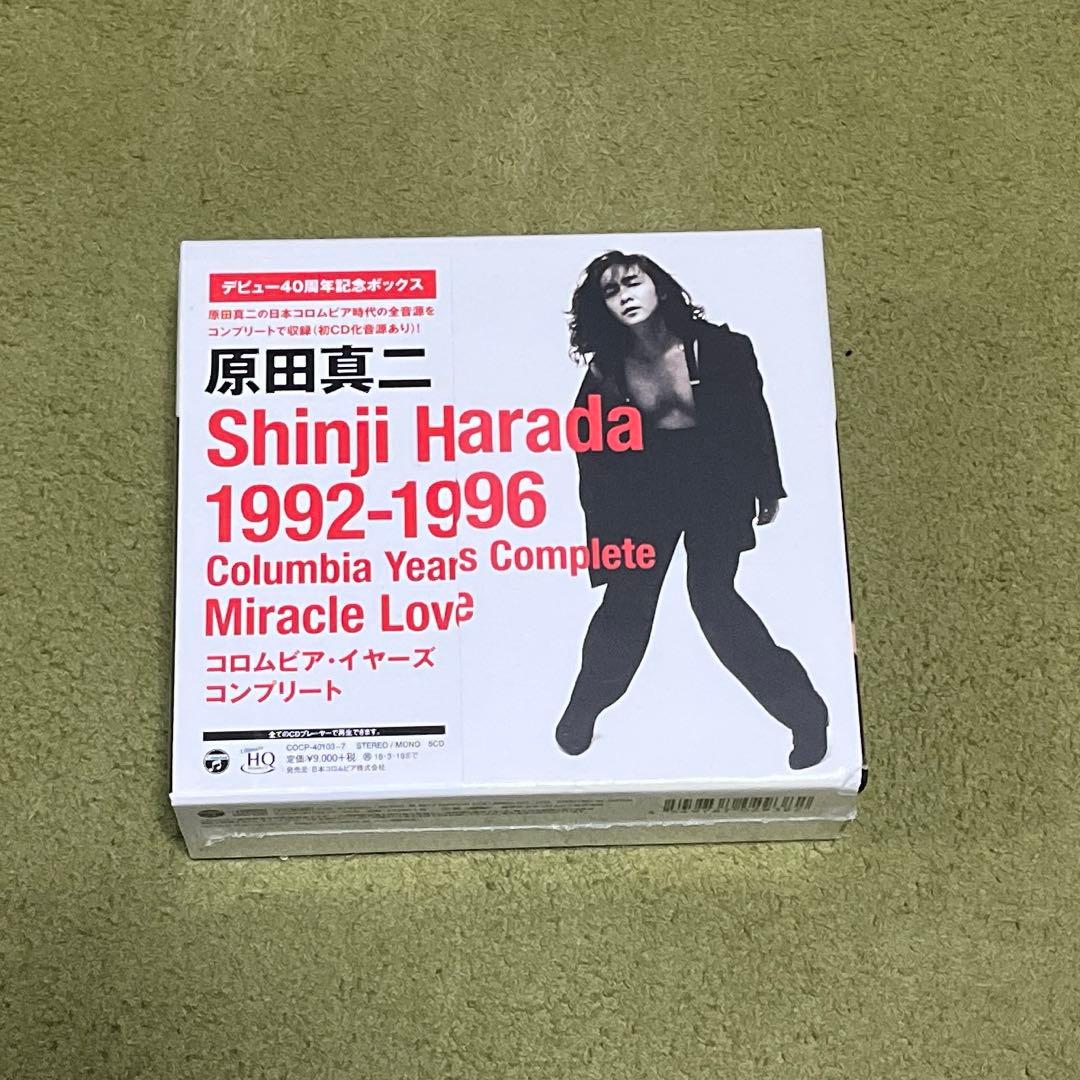 デビュー40周年記念ボックス
原田真二の日本コロムビア時代の全音源を
コンプリートで収録(初CD化音源あり)!
原田真二
Shinji Harada
1992-1996
Columbia Years Complete
Miracle Love
コロムビア・イヤーズ
コンプリート
全てのCDプレーヤーで再生できます。
COCP-40103~7 STEREO/MONO 5CD
HQ
定価:¥9,000+税
発売元:日本コロムビア株式会社